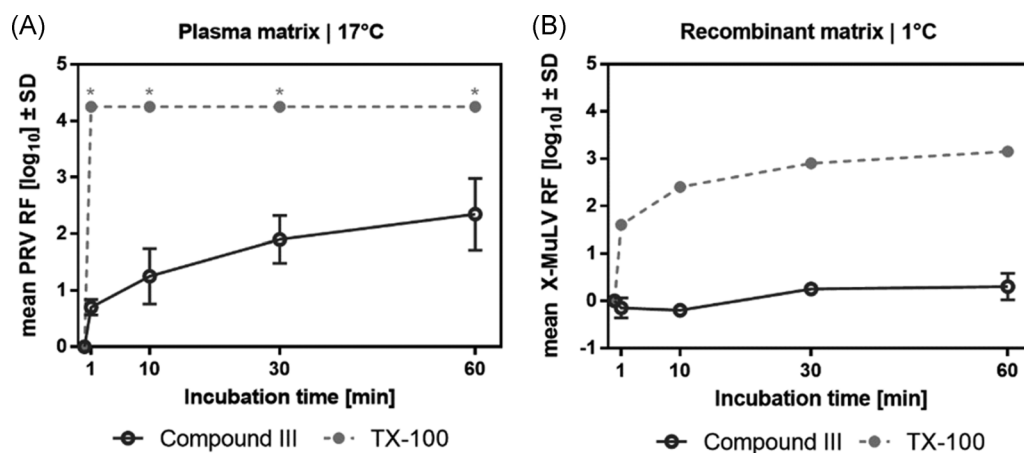 (A)
Plasma matrix | 17°C
mean PRV RF [log10] ± SD
5
4
3
2
1
0
* * * *
1 10 30 60
Incubation time [min]
Compound III TX-100
(B)
Recombinant matrix | 1°C
mean X-MuLV RF [log10] ± SD
5
4
3
2
1
0
-1
1 10 30 60
Incubation time [min]
Compound III TX-100